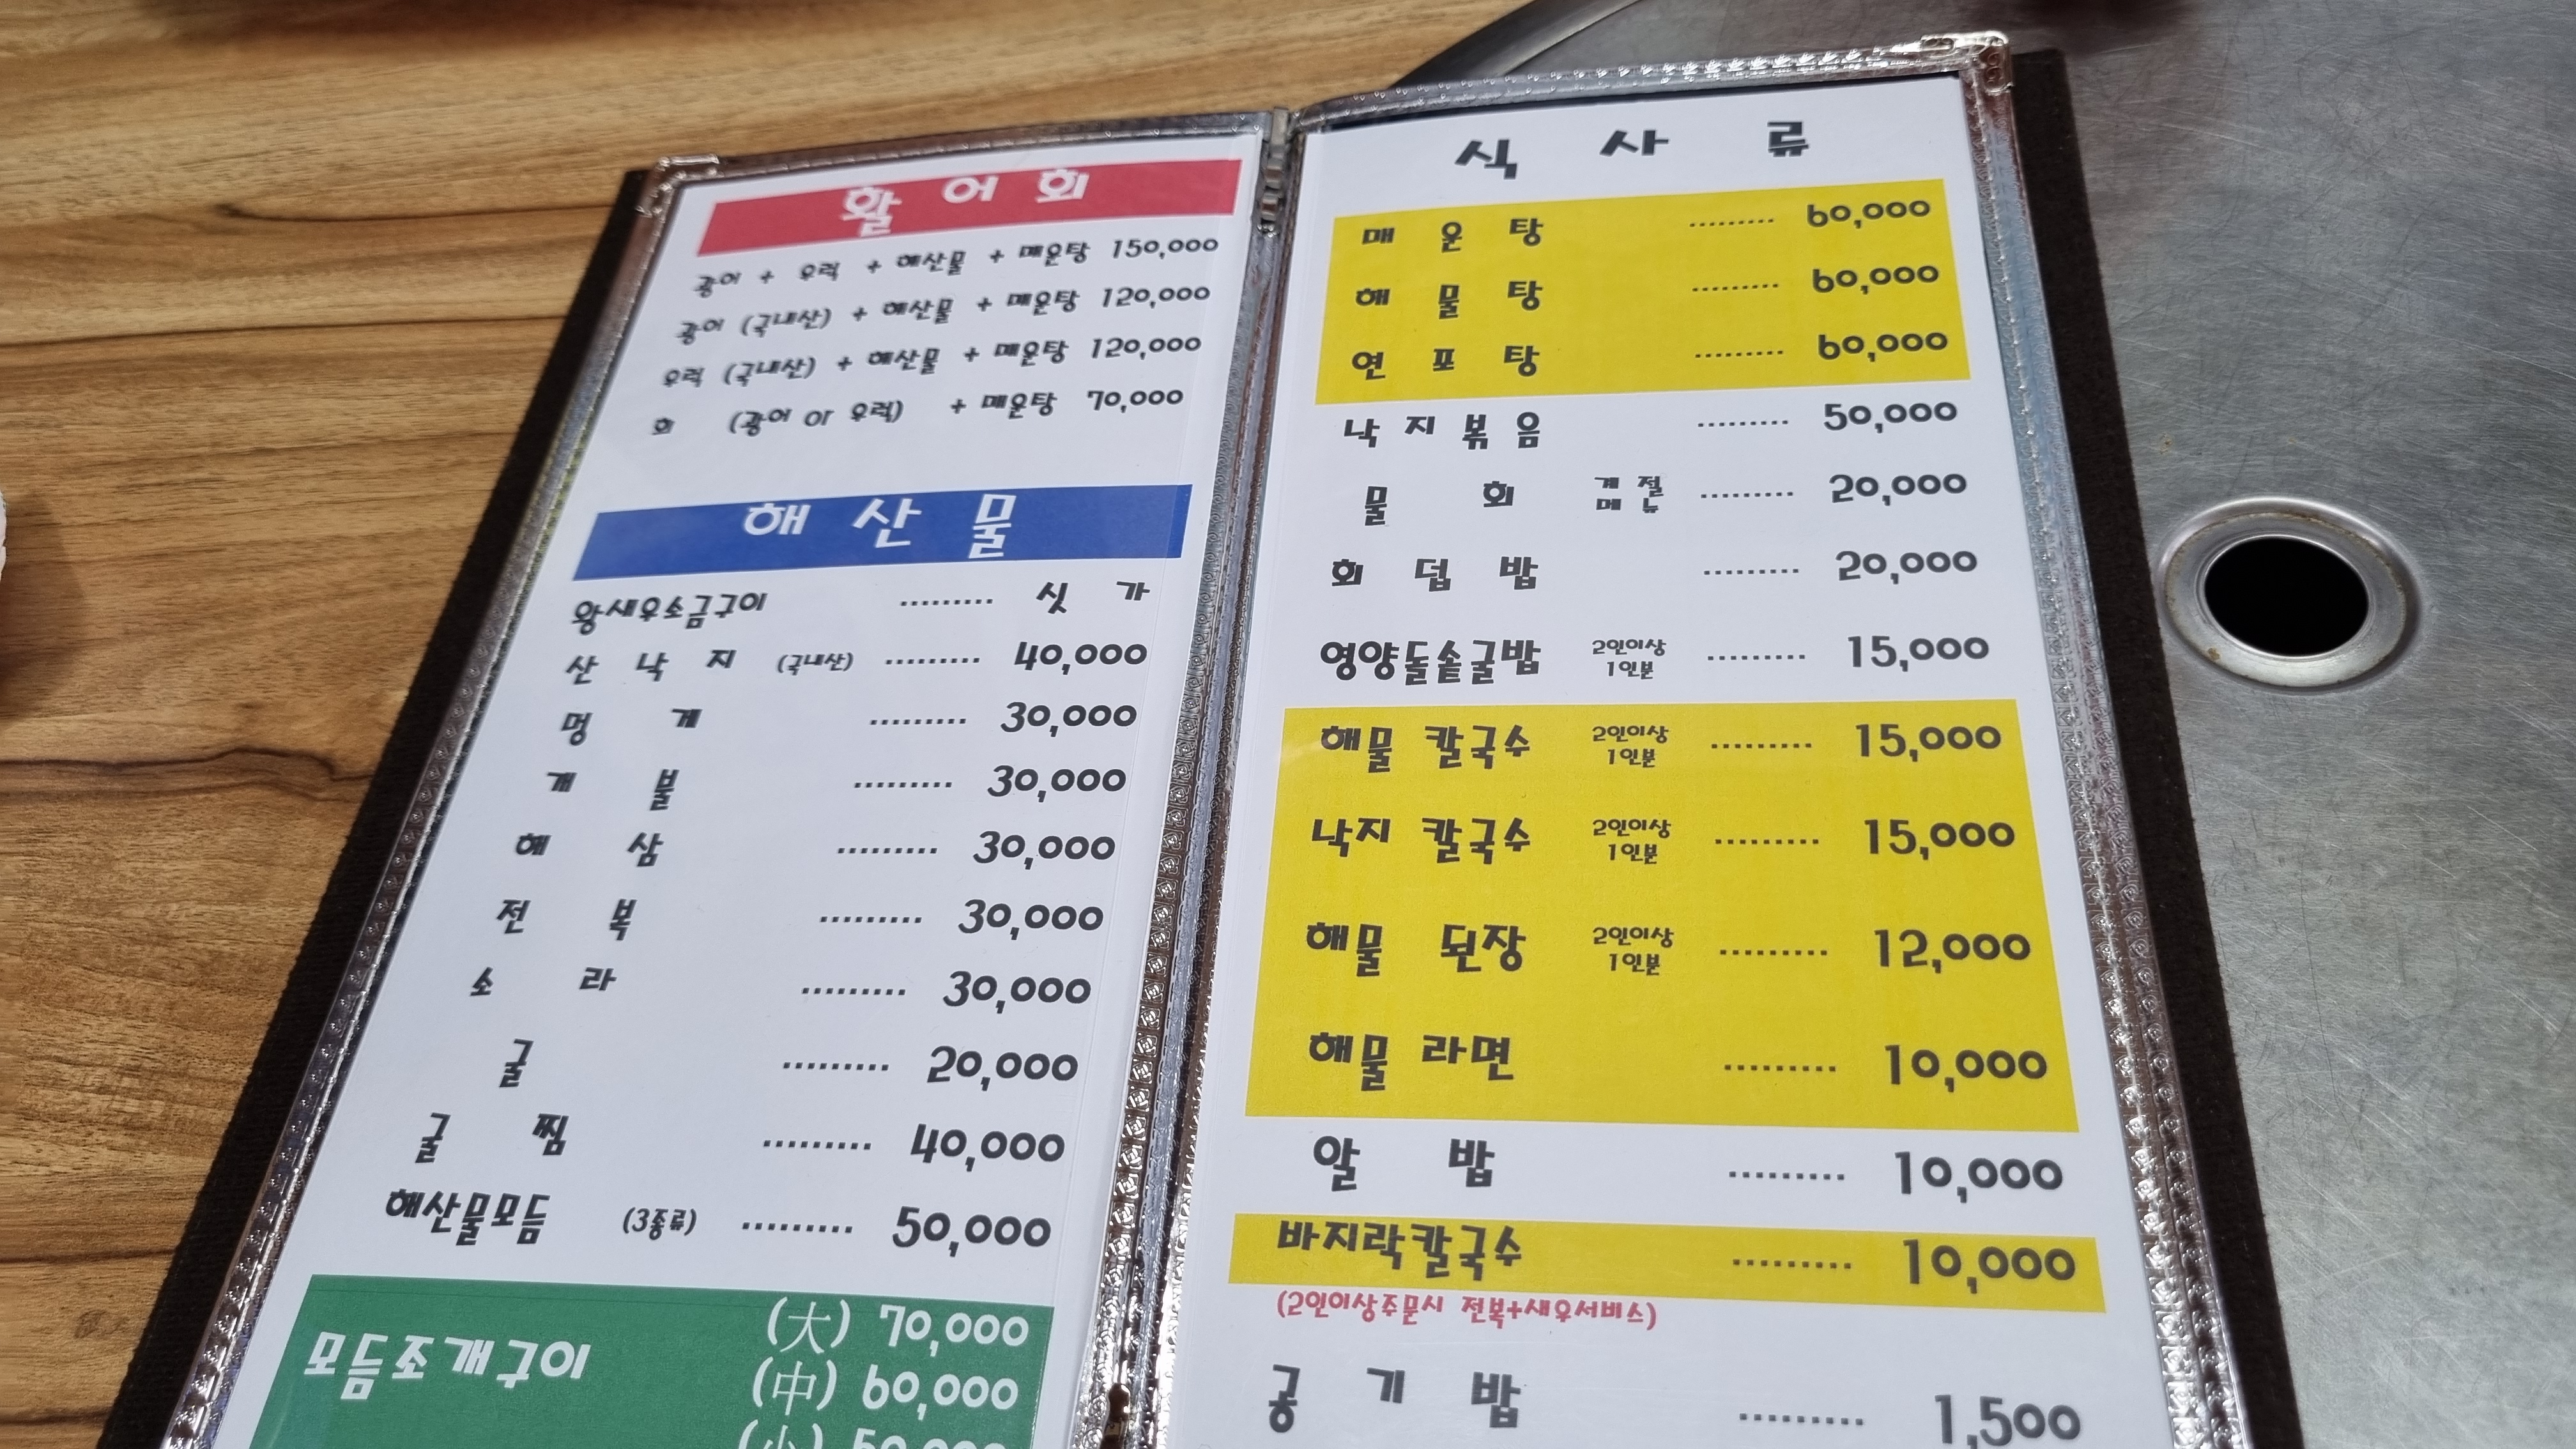 활어회
광어 + 우럭 + 해산물 + 매운탕 150,000
광어 (국내산) + 해산물 + 매운탕 120,000
우럭 (국내산) + 해산물 + 매운탕 120,000
회 (광어 or 우럭) + 매운탕 70,000
해산물
왕새우소금구이 ......... 싯가
산낙지 (국내산) ......... 40,000
멍게 ......... 30,000
개불 ......... 30,000
해삼 ......... 30,000
전복 ......... 30,000
소라 ......... 30,000
굴 ......... 20,000
굴찜 ......... 40,000
해산물모듬 (3종류) ......... 50,000
모듬조개구이
(大) 70,000
(中) 60,000
(小) 50,000
식사류
매운탕 ......... 60,000
해물탕 ......... 60,000
연포탕 ......... 60,000
낙지볶음 ......... 50,000
물회 계절메뉴 ......... 20,000
회덥밥 ......... 20,000
영양돌솥굴밥 2인이상 1인분 ......... 15,000
해물 칼국수 2인이상 1인분 ......... 15,000
낙지 칼국수 2인이상 1인분 ......... 15,000
해물 된장 2인이상 1인분 ......... 12,000
해물 라면 ......... 10,000
알밥 ......... 10,000
바지락칼국수 ......... 10,000
(2인이상주문시 전복+새우서비스)
공기밥 ......... 1,500